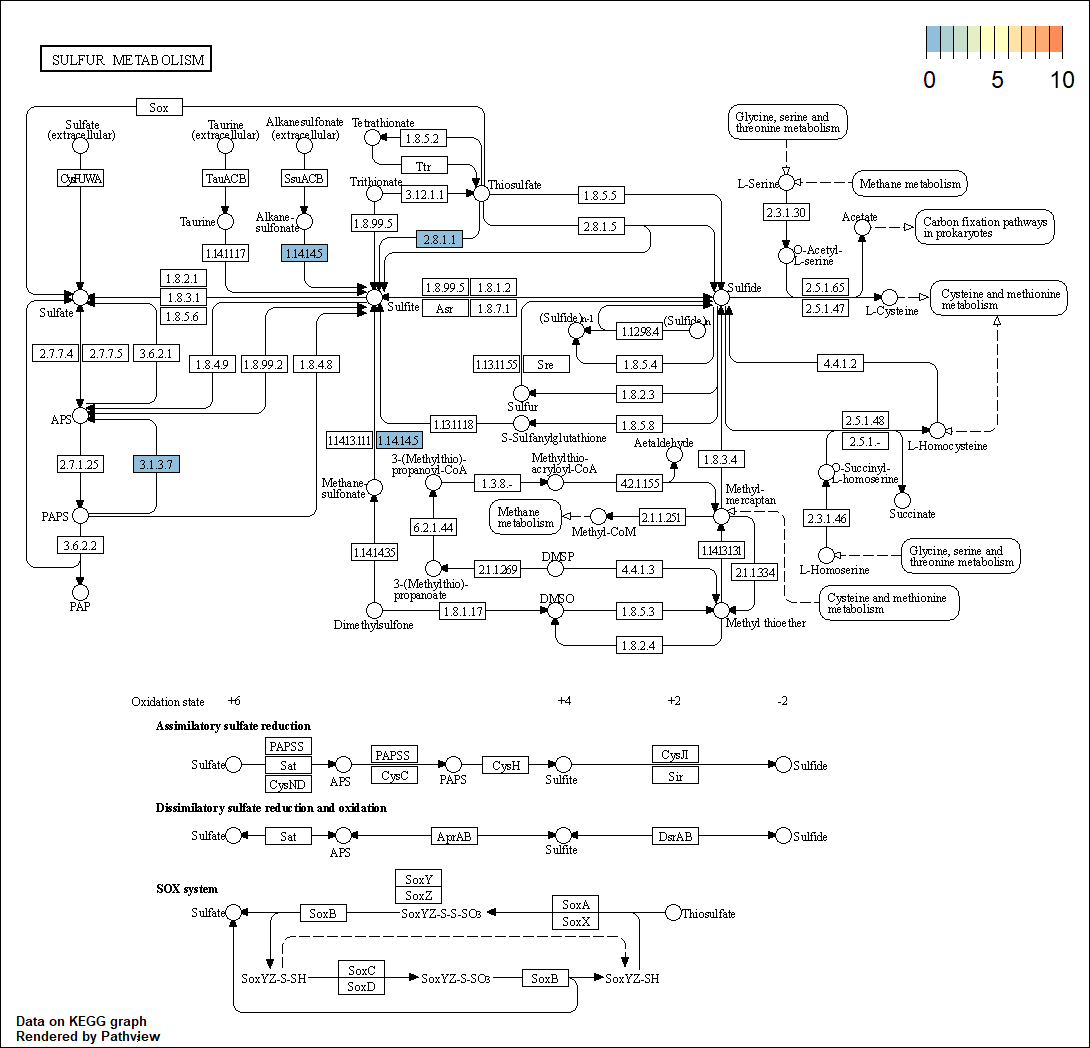 SULFUR METABOLISM
0 5 10
Sox
Sulfate
(extracellular)
Taurine
(extracellular)
Alkanesulfonate
(extracellular)
Tetrathionate
1.8.5.2
Ttr
Glycine, serine and
threonine metabolism
CysUWA
TauACB
SsuACB
Trithionate
3.12.1.1
Thiosulfate
1.8.5.5
L-Serine
Methane metabolism
Taurine
Alkane-
sulfonate
1.8.99.5
2.8.1.1
2.8.1.5
2.3.1.30
Acetate
Carbon fixation pathways
in prokaryotes
1.14.11.17
1.14.14.5
O-Acetyl-
L-serine
1.8.2.1
1.8.3.1
1.8.5.6
Sulfate
Sulfite
1.8.99.5
1.8.1.2
Asr
1.8.7.1
Sulfide
2.5.1.65
2.5.1.47
L-Cysteine
Cysteine and methionine
metabolism
(Sulfide)n-1
1.12.98.4
(Sulfide)n
2.7.7.4
2.7.7.5
3.6.2.1
1.8.4.9
1.8.99.2
1.8.4.8
1.13.11.55
Sre
1.8.5.4
4.4.1.2
Sulfur
1.8.2.3
APS
1.13.11.18
S-Sulfanylglutathione
1.8.5.8
2.5.1.48
2.5.1.-
L-Homocysteine
1.14.13.111
1.14.14.5
Aetaldehyde
2.7.1.25
3.1.3.7
3-(Methylthio)-
propanoyl-CoA
Methylthio-
acryloyl-CoA
1.8.3.4
O-Succinyl-
L-homoserine
Methane-
sulfonate
1.3.8.-
4.2.1.155
Methyl-
mercaptan
Succinate
PAPS
Methane
metabolism
Methyl-CoM
2.1.1.251
2.3.1.46
6.2.1.44
3.6.2.2
1.14.14.35
1.14.13.131
L-Homoserine
Glycine, serine and
threonine metabolism
DMSP
2.1.1.269
4.4.1.3
2.1.1.334
3-(Methylthio)-
propanoate
PAP
DMSO
Cysteine and methionine
metabolism
Dimethylsulfone
1.8.1.17
1.8.5.3
Methyl thioether
1.8.2.4
Oxidation state +6 +4 +2 -2
Assimilatory sulfate reduction
Sulfate
PAPSS
Sat
CysND
APS
PAPSS
CysC
PAPS
CysH
Sulfite
CysJI
Sir
Sulfide
Dissimilatory sulfate reduction and oxidation
Sulfate
Sat
APS
AprAB
Sulfite
DsrAB
Sulfide
SOX system
Sulfate
SoxB
SoxY
SoxZ
SoxYZ-S-S-SO3
SoxA
SoxX
Thiosulfate
SoxYZ-S-SH
SoxC
SoxD
SoxYZ-S-SO3
SoxB
SoxYZ-SH
Data on KEGG graph
Rendered by Pathview